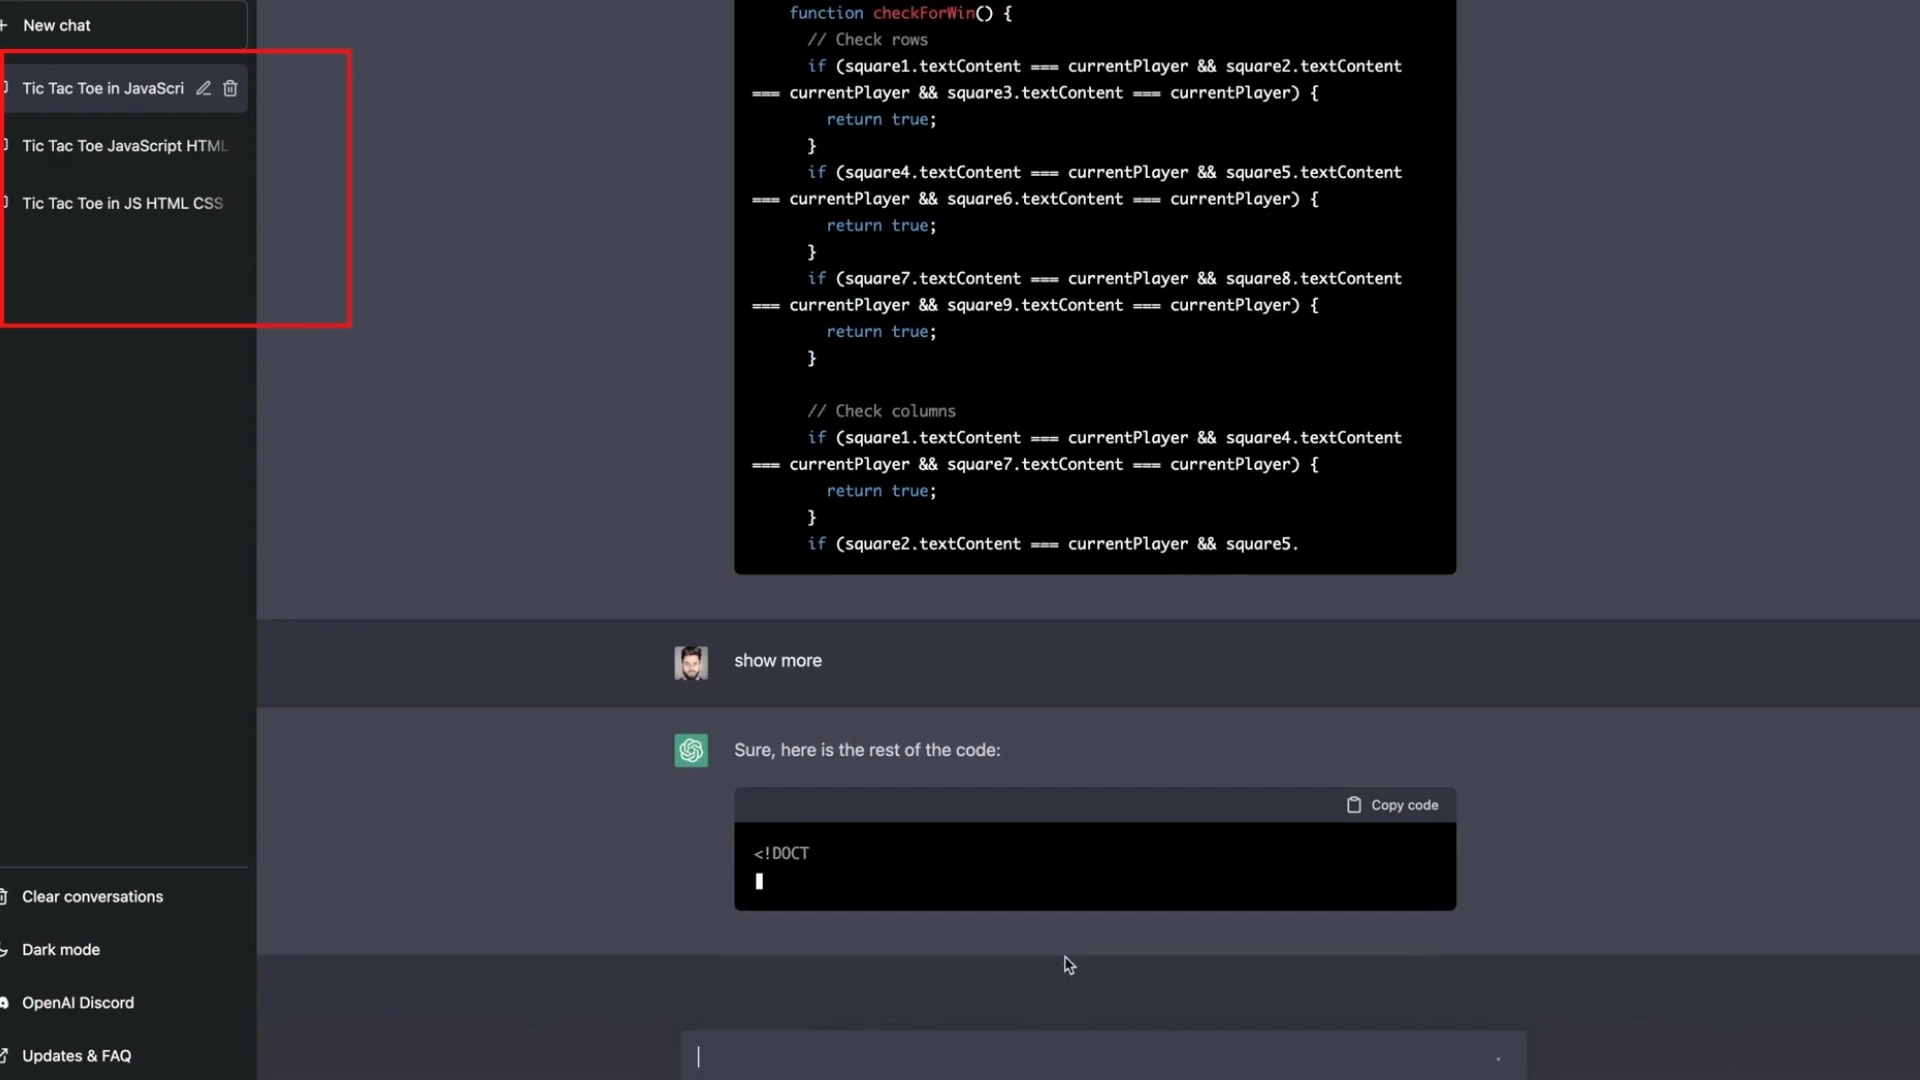 New chat
Tic Tac Toe in JavaScri
Tic Tac Toe JavaScript HTML
Tic Tac Toe in JS HTML CSS
Clear conversations
Dark mode
OpenAI Discord
Updates & FAQ
function checkForWin() {
// Check rows
if (square1.textContent === currentPlayer && square2.textContent
=== currentPlayer && square3.textContent === currentPlayer) {
return true;
}
if (square4.textContent === currentPlayer && square5.textContent
=== currentPlayer && square6.textContent === currentPlayer) {
return true;
}
if (square7.textContent === currentPlayer && square8.textContent
=== currentPlayer && square9.textContent === currentPlayer) {
return true;
}
// Check columns
if (square1.textContent === currentPlayer && square4.textContent
=== currentPlayer && square7.textContent === currentPlayer) {
return true;
}
if (square2.textContent === currentPlayer && square5.
show more
Sure, here is the rest of the code:
Copy code
<!DOCT